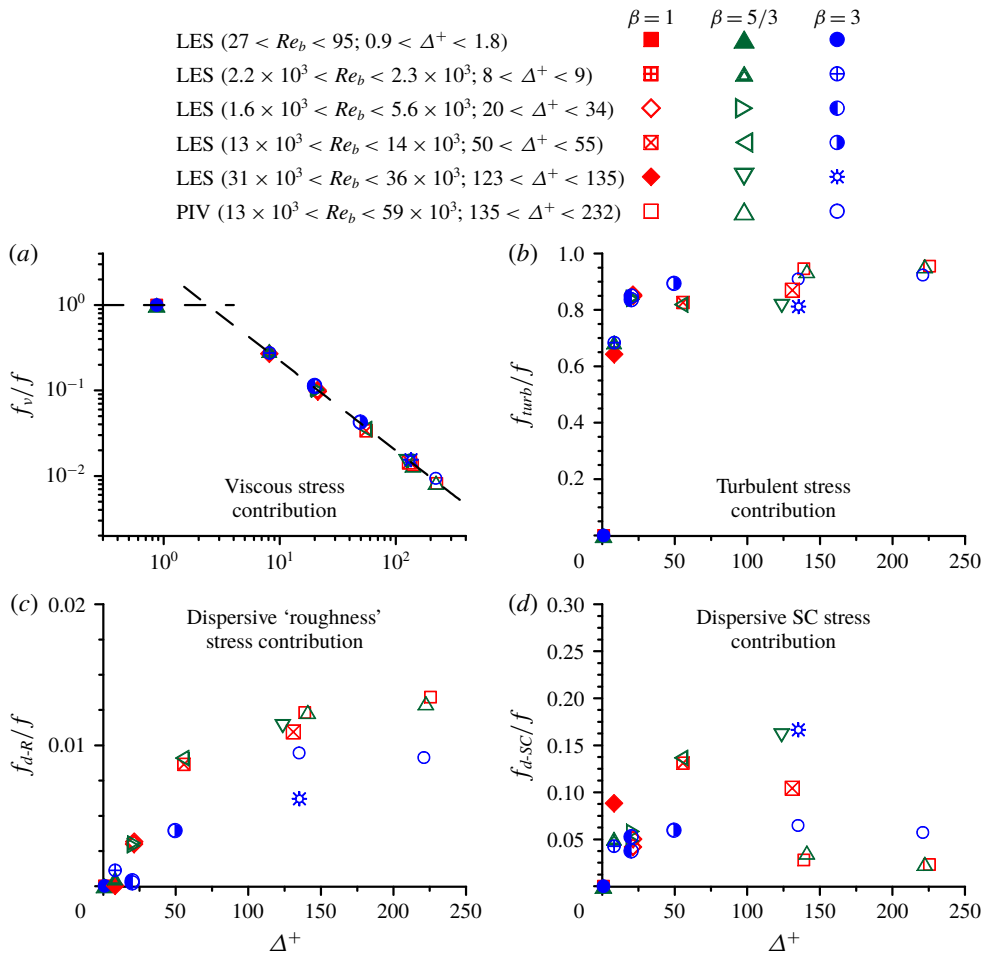 β = 1 β = 5/3 β = 3
LES (27 < Re_b < 95; 0.9 < Δ⁺ < 1.8)
LES (2.2 × 10³ < Re_b < 2.3 × 10³; 8 < Δ⁺ < 9)
LES (1.6 × 10³ < Re_b < 5.6 × 10³; 20 < Δ⁺ < 34)
LES (13 × 10³ < Re_b < 14 × 10³; 50 < Δ⁺ < 55)
LES (31 × 10³ < Re_b < 36 × 10³; 123 < Δ⁺ < 135)
PIV (13 × 10³ < Re_b < 59 × 10³; 135 < Δ⁺ < 232)
(a)
10⁰
10⁻¹
10⁻²
f_ν/f
Viscous stress
contribution
10⁰ 10¹ 10²
(b)
1.0
0.8
0.6
0.4
0.2
f_turb/f
Turbulent stress
contribution
0 50 100 150 200 250
(c)
0.02
0.01
f_d-R/f
Dispersive ‘roughness’
stress contribution
0 50 100 150 200 250
Δ⁺
(d)
0.30
0.25
0.20
0.15
0.10
0.05
f_d-SC/f
Dispersive SC stress
contribution
0 50 100 150 200 250
Δ⁺